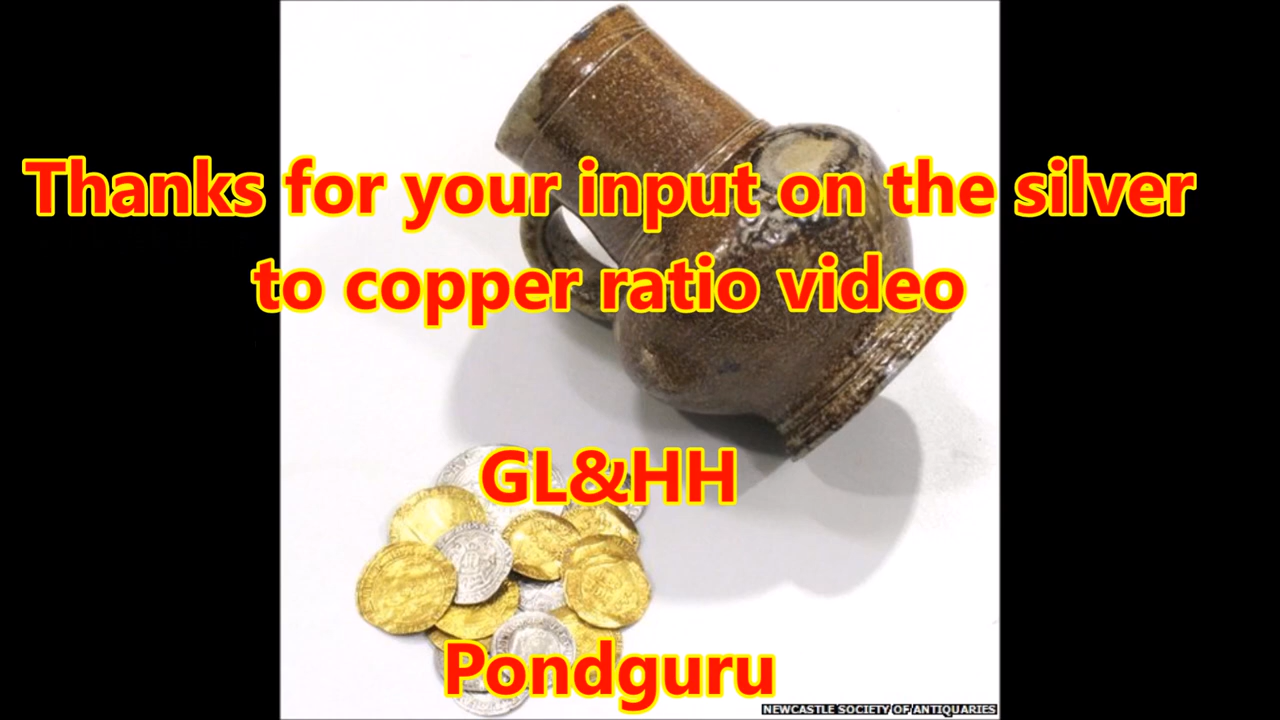 Thanks for your input on the silver
to copper ratio video
GL&HH
Pondguru
NEWCASTLE SOCIETY OF ANTIQUARIES